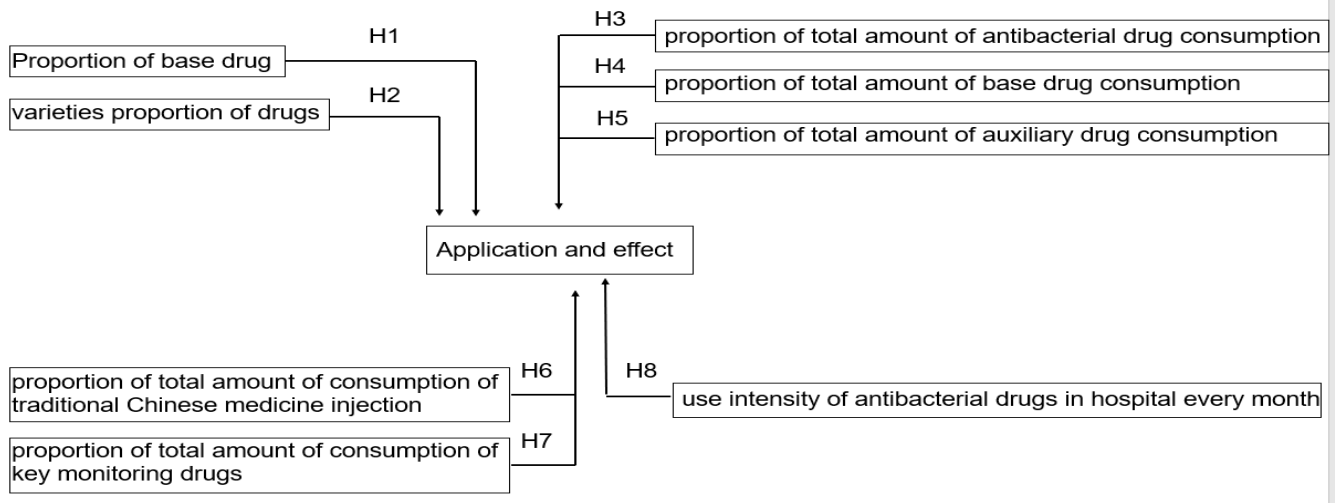 H1
Proportion of base drug
H2
varieties proportion of drugs
H3
proportion of total amount of antibacterial drug consumption
H4
proportion of total amount of base drug consumption
H5
proportion of total amount of auxiliary drug consumption
Application and effect
H6
proportion of total amount of consumption of
traditional Chinese medicine injection
H7
proportion of total amount of consumption of
key monitoring drugs
H8
use intensity of antibacterial drugs in hospital every month